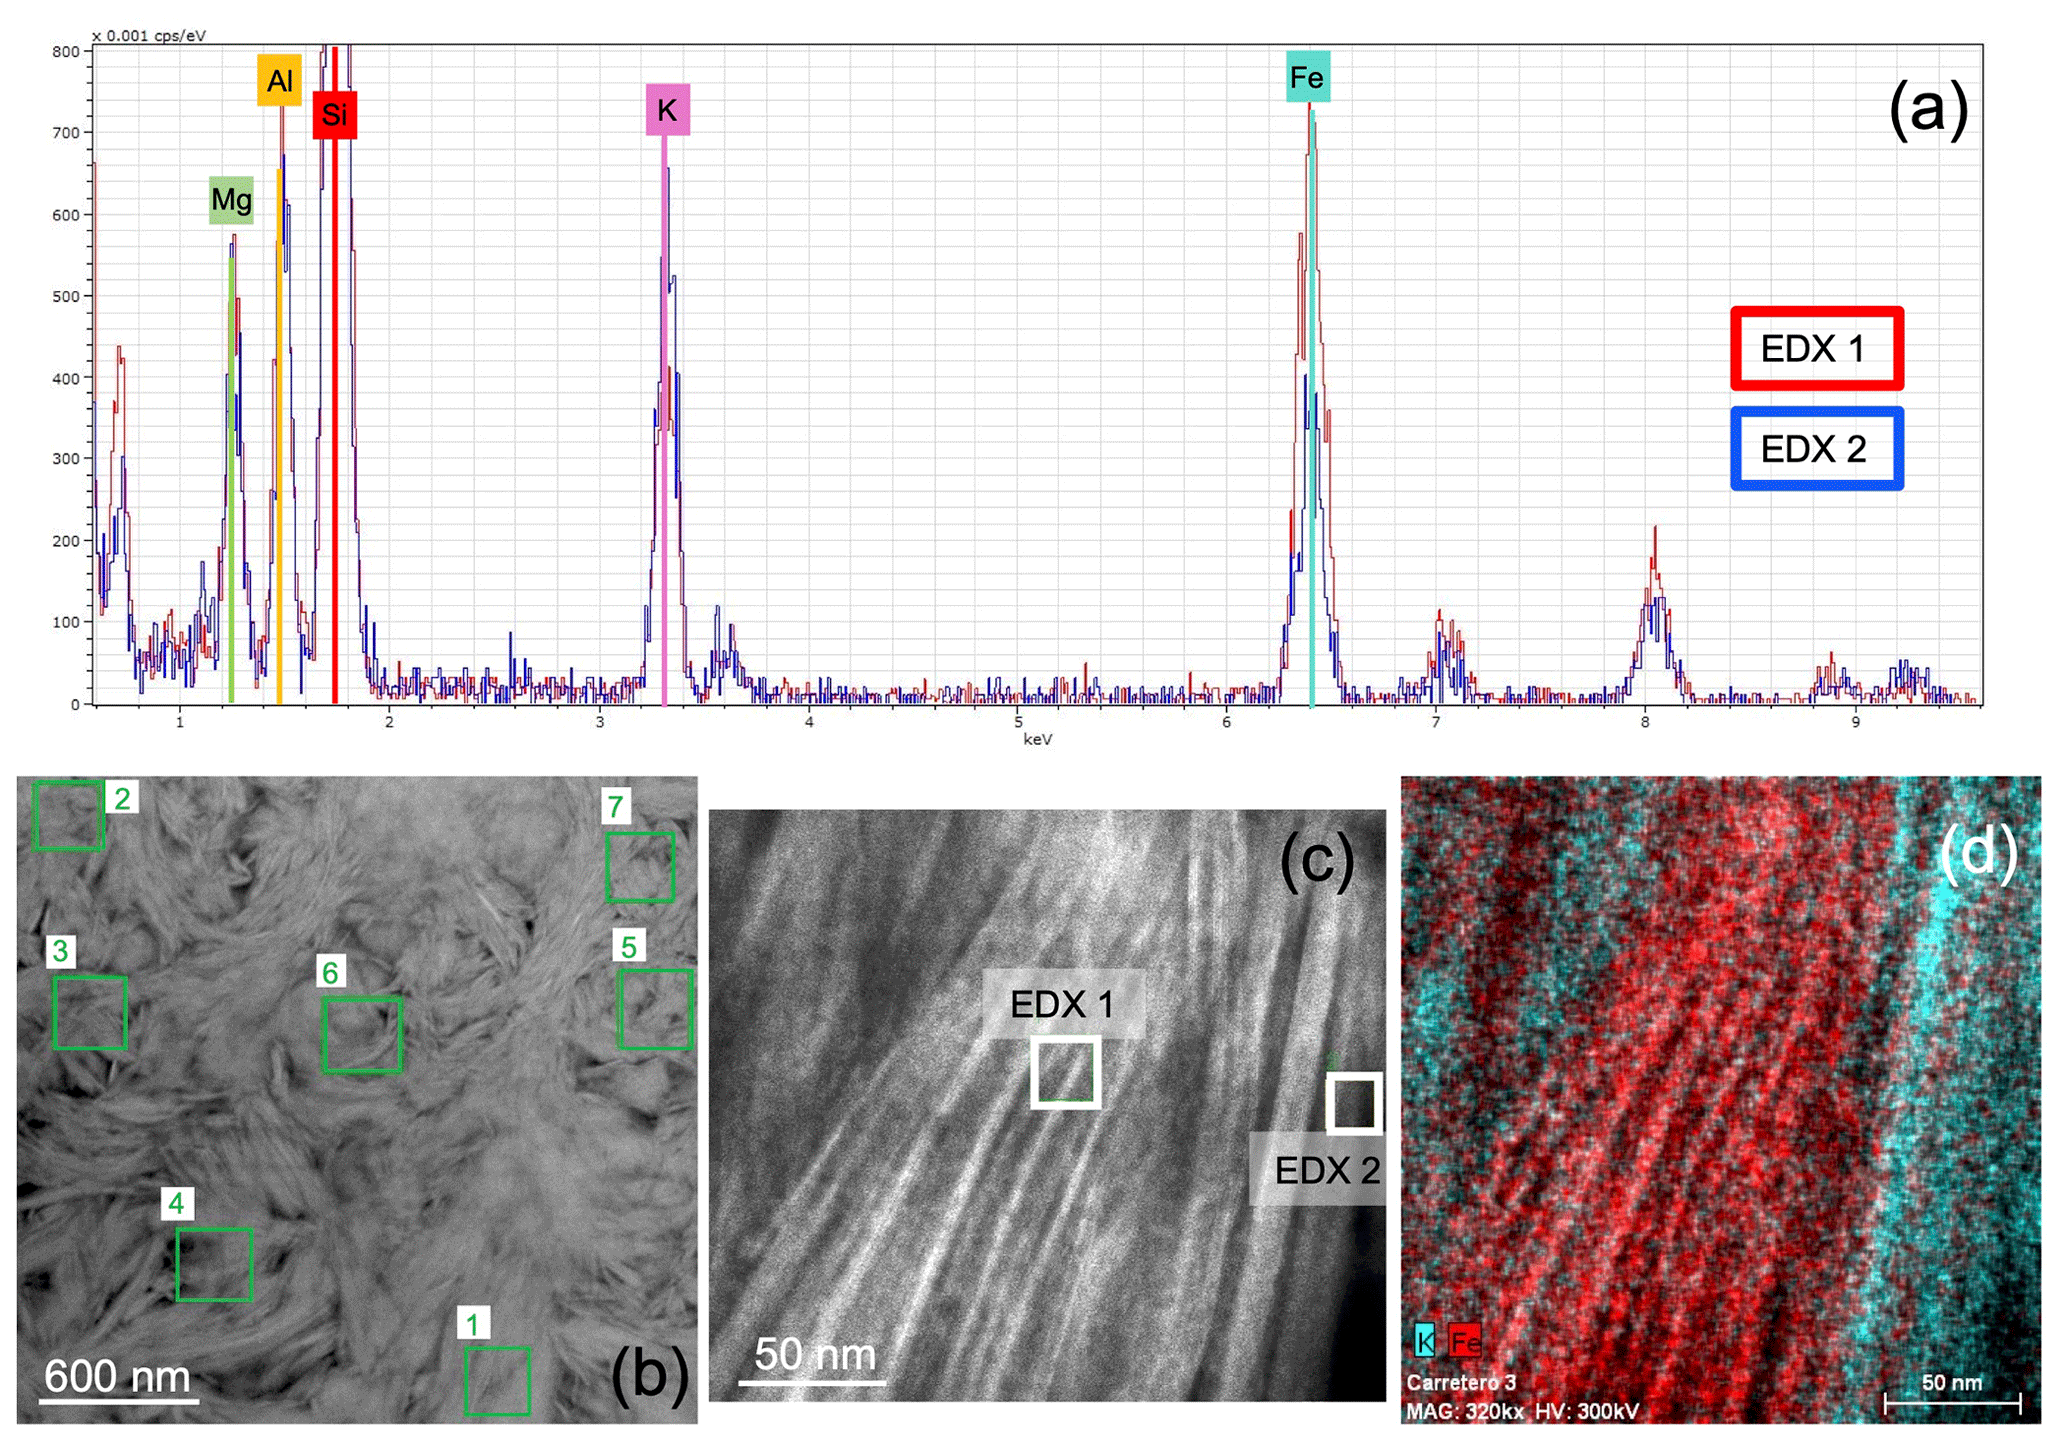 x 0.001 cps/eV
800
700
600
500
400
300
200
100
0
Mg
Al
Si
K
Fe
(a)
EDX 1
EDX 2
1 2 3 4 5 6 7 8 9
keV
2
7
3
6
5
4
1
600 nm
(b)
(c)
EDX 1
EDX 2
50 nm
(d)
K Fe
Carretero 3
50 nm
MAG: 320kx HV: 300kV